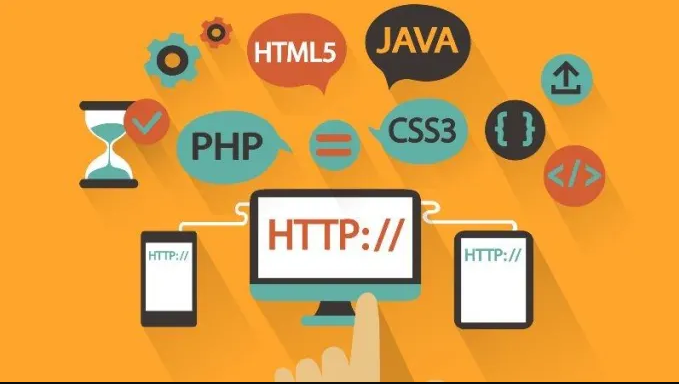 HTML5
JAVA
PHP
=
CSS3
{ }
</>
HTTP://
HTTP://
HTTP://